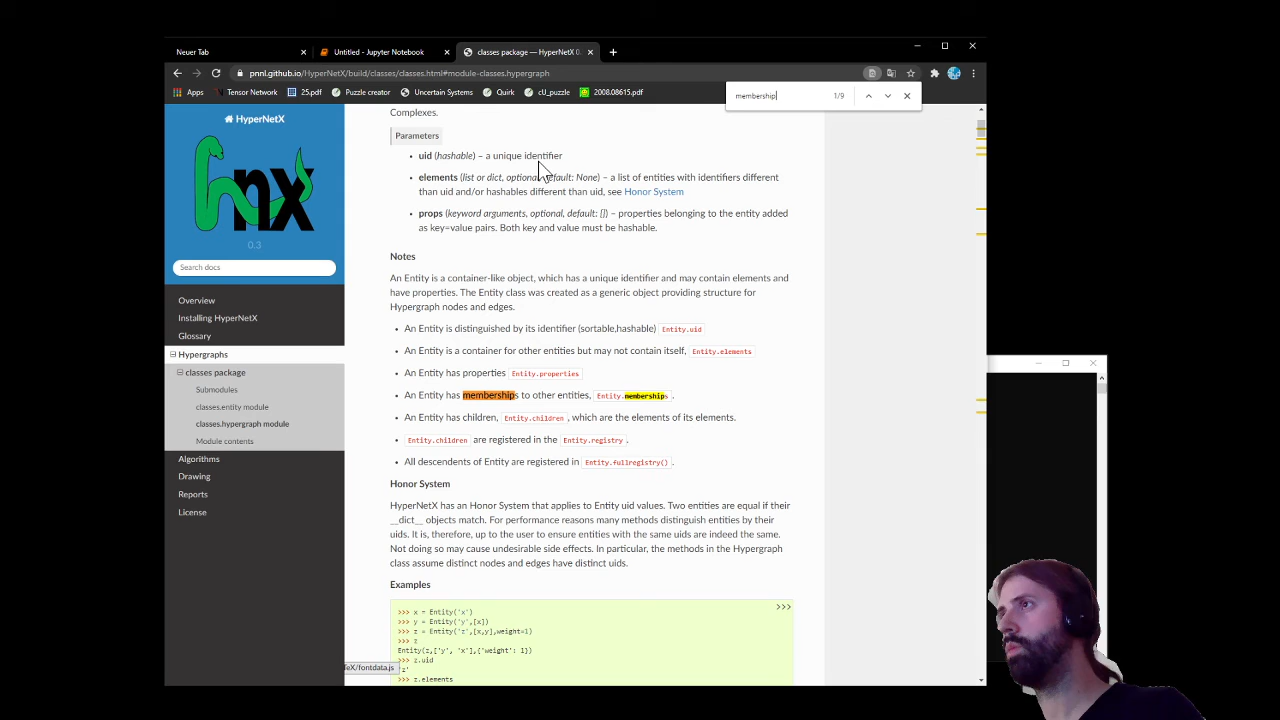 Neuer Tab
Untitled - Jupyter Notebook
classes package — HyperNetX 0.
pnnl.github.io/HyperNetX/build/classes/classes.html#module-classes.hypergraph
Apps
Tensor Network
25.pdf
Puzzle creator
Uncertain Systems
Quirk
cU_puzzle
2008.08615.pdf
membership
1/9
HyperNetX
hnx
0.3
Search docs
Overview
Installing HyperNetX
Glossary
Hypergraphs
classes package
Submodules
classes.entity module
classes.hypergraph module
Module contents
Algorithms
Drawing
Reports
License
Complexes.
Parameters
• uid (hashable) – a unique identifier
• elements (list or dict, optional, default: None) – a list of entities with identifiers different
than uid and/or hashables different than uid, see Honor System
• props (keyword arguments, optional, default: []) – properties belonging to the entity added
as key=value pairs. Both key and value must be hashable.
Notes
An Entity is a container-like object, which has a unique identifier and may contain elements and
have properties. The Entity class was created as a generic object providing structure for
Hypergraph nodes and edges.
• An Entity is distinguished by its identifier (sortable,hashable) Entity.uid
• An Entity is a container for other entities but may not contain itself, Entity.elements
• An Entity has properties Entity.properties
• An Entity has memberships to other entities, Entity.memberships .
• An Entity has children, Entity.children , which are the elements of its elements.
• Entity.children are registered in the Entity.registry .
• All descendents of Entity are registered in Entity.fullregistry() .
Honor System
HyperNetX has an Honor System that applies to Entity uid values. Two entities are equal if their
__dict__ objects match. For performance reasons many methods distinguish entities by their
uids. It is, therefore, up to the user to ensure entities with the same uids are indeed the same.
Not doing so may cause undesirable side effects. In particular, the methods in the Hypergraph
class assume distinct nodes and edges have distinct uids.
Examples
>>>
>>> x = Entity('x')
>>> y = Entity('y',[x])
>>> z = Entity('z',[x,y],weight=1)
>>> z
Entity(z,['y', 'x'],{'weight': 1})
>>> z.uid
'z'
>>> z.elements
TeX/fontdata.js